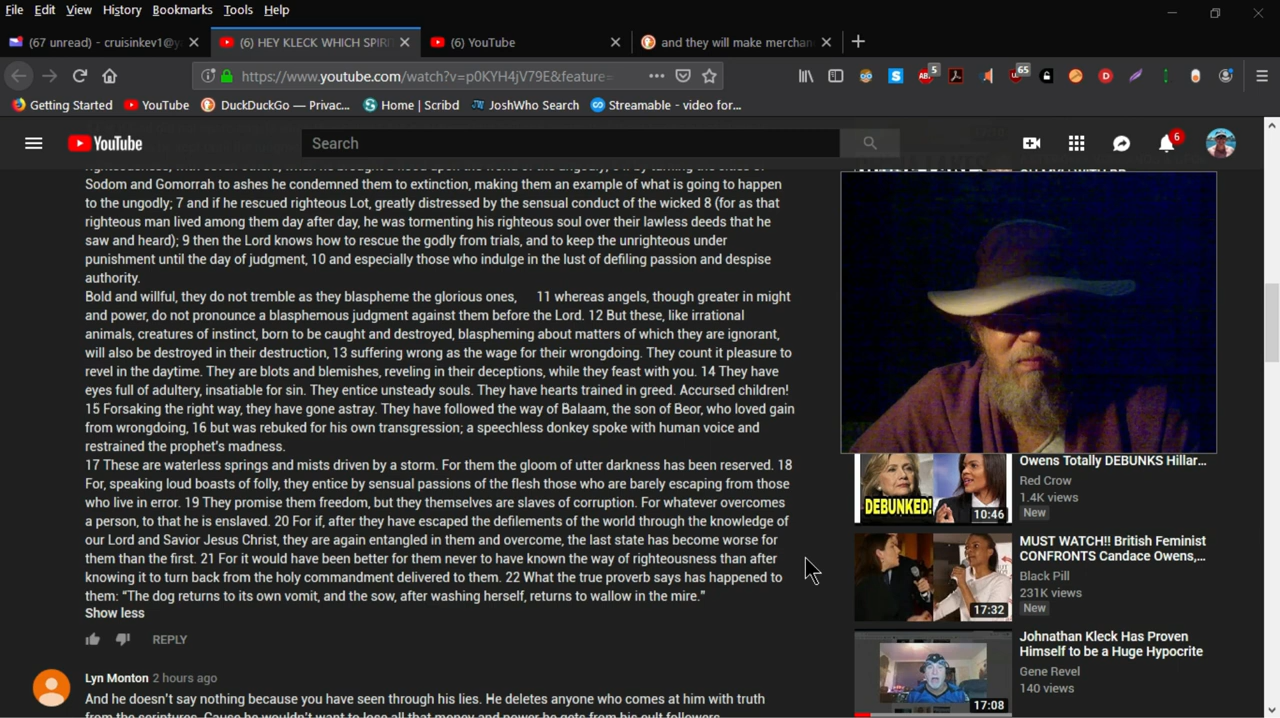 File Edit View History Bookmarks Tools Help
(67 unread) - cruisinkev1@y
(6) HEY KLECK WHICH SPIRI
(6) YouTube
and they will make merchan
https://www.youtube.com/watch?v=p0KYH4jV79E&feature=
5
65
Getting Started YouTube DuckDuckGo — Privac... Home | Scribd JoshWho Search Streamable - video for...
YouTube
Search
6
Sodom and Gomorrah to ashes he condemned them to extinction, making them an example of what is going to happen
to the ungodly; 7 and if he rescued righteous Lot, greatly distressed by the sensual conduct of the wicked 8 (for as that
righteous man lived among them day after day, he was tormenting his righteous soul over their lawless deeds that he
saw and heard); 9 then the Lord knows how to rescue the godly from trials, and to keep the unrighteous under
punishment until the day of judgment, 10 and especially those who indulge in the lust of defiling passion and despise
authority.
Bold and willful, they do not tremble as they blaspheme the glorious ones, 11 whereas angels, though greater in might
and power, do not pronounce a blasphemous judgment against them before the Lord. 12 But these, like irrational
animals, creatures of instinct, born to be caught and destroyed, blaspheming about matters of which they are ignorant,
will also be destroyed in their destruction, 13 suffering wrong as the wage for their wrongdoing. They count it pleasure to
revel in the daytime. They are blots and blemishes, reveling in their deceptions, while they feast with you. 14 They have
eyes full of adultery, insatiable for sin. They entice unsteady souls. They have hearts trained in greed. Accursed children!
15 Forsaking the right way, they have gone astray. They have followed the way of Balaam, the son of Beor, who loved gain
from wrongdoing, 16 but was rebuked for his own transgression; a speechless donkey spoke with human voice and
restrained the prophet's madness.
17 These are waterless springs and mists driven by a storm. For them the gloom of utter darkness has been reserved. 18
For, speaking loud boasts of folly, they entice by sensual passions of the flesh those who are barely escaping from those
who live in error. 19 They promise them freedom, but they themselves are slaves of corruption. For whatever overcomes
a person, to that he is enslaved. 20 For if, after they have escaped the defilements of the world through the knowledge of
our Lord and Savior Jesus Christ, they are again entangled in them and overcome, the last state has become worse for
them than the first. 21 For it would have been better for them never to have known the way of righteousness than after
knowing it to turn back from the holy commandment delivered to them. 22 What the true proverb says has happened to
them: “The dog returns to its own vomit, and the sow, after washing herself, returns to wallow in the mire.”
Show less
REPLY
Lyn Monton 2 hours ago
And he doesn't say nothing because you have seen through his lies. He deletes anyone who comes at him with truth
from the scriptures. Cause he wouldn't want to lose all that money and power he gets from his cult followers
Owens Totally DEBUNKS Hillar...
Red Crow
1.4K views
New
DEBUNKED!
10:46
MUST WATCH!! British Feminist
CONFRONTS Candace Owens,...
Black Pill
231K views
New
17:32
Johnathan Kleck Has Proven
Himself to be a Huge Hypocrite
Gene Revel
140 views
17:08